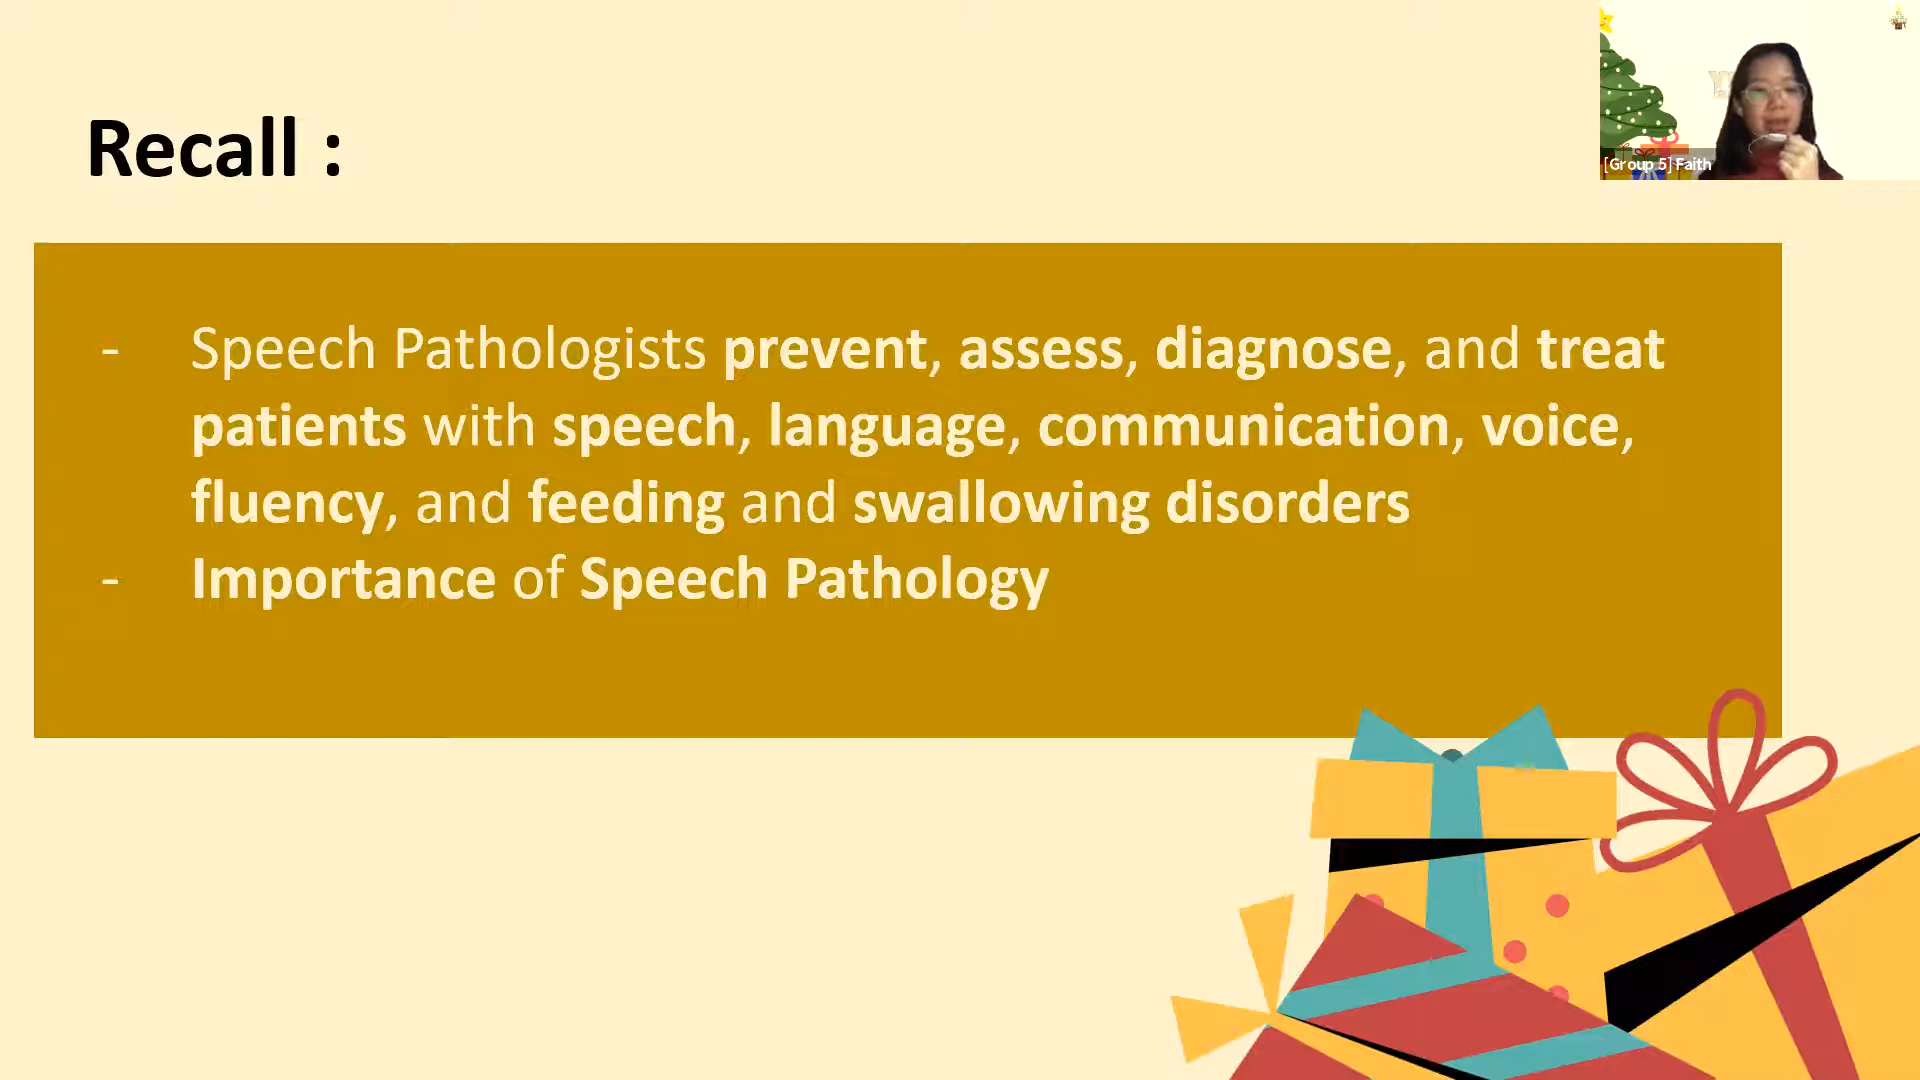 Recall :
[Group 5] Faith
- Speech Pathologists prevent, assess, diagnose, and treat
patients with speech, language, communication, voice,
fluency, and feeding and swallowing disorders
- Importance of Speech Pathology